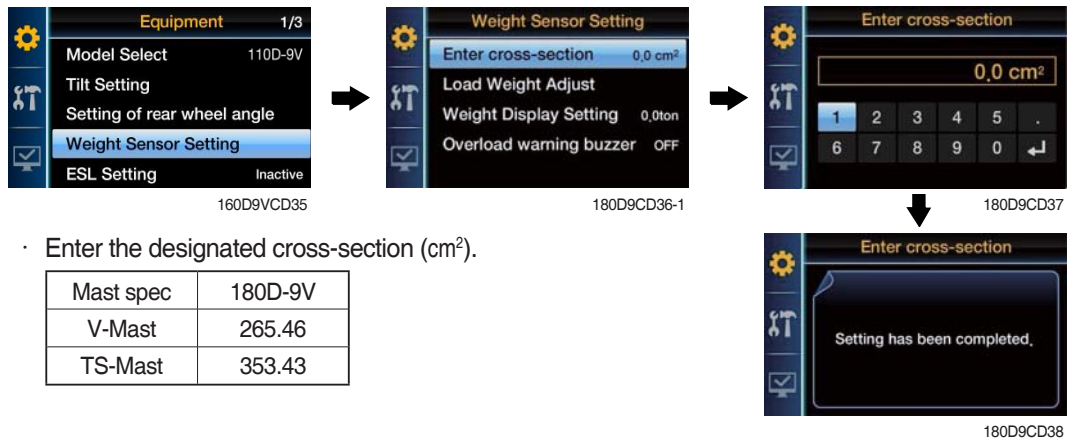 Equipment 1/3
Model Select 110D-9V
Tilt Setting
Setting of rear wheel angle
Weight Sensor Setting
ESL Setting Inactive
160D9VCD35
Weight Sensor Setting
Enter cross-section 0.0 cm²
Load Weight Adjust
Weight Display Setting 0.0ton
Overload warning buzzer OFF
180D9CD36-1
Enter cross-section
0.0 cm²
1 2 3 4 5 .
6 7 8 9 0 ↵
180D9CD37
· Enter the designated cross-section (cm²).
Mast spec 180D-9V
V-Mast 265.46
TS-Mast 353.43
Enter cross-section
Setting has been completed.
180D9CD38